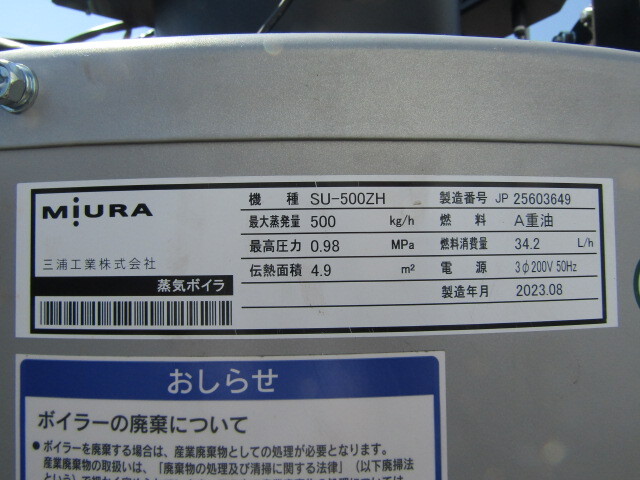 MIURA
三浦工業株式会社
蒸気ボイラ
機 種 SU-500ZH 製造番号 JP 25603649
最大蒸発量 500 kg/h 燃 料 A重油
最高圧力 0.98 MPa 燃料消費量 34.2 L/h
伝熱面積 4.9 m² 電 源 3φ200V 50Hz
製造年月 2023.08
おしらせ
ボイラーの廃棄について
● ボイラーを廃棄する場合は、産業廃棄物としての処理が必要となります。
産業廃棄物の取扱いは、「廃棄物の処理及び清掃に関する法律」（以下廃掃法